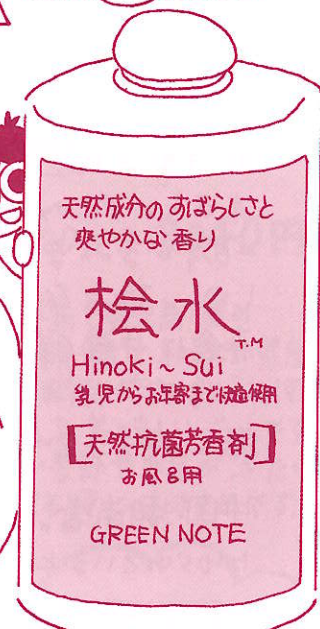 天然成分のすばらしさと
爽やかな香り
桧水
T.M
Hinoki~Sui
乳児からお年寄まで快適使用
[天然抗菌芳香剤]
お風呂用
GREEN NOTE